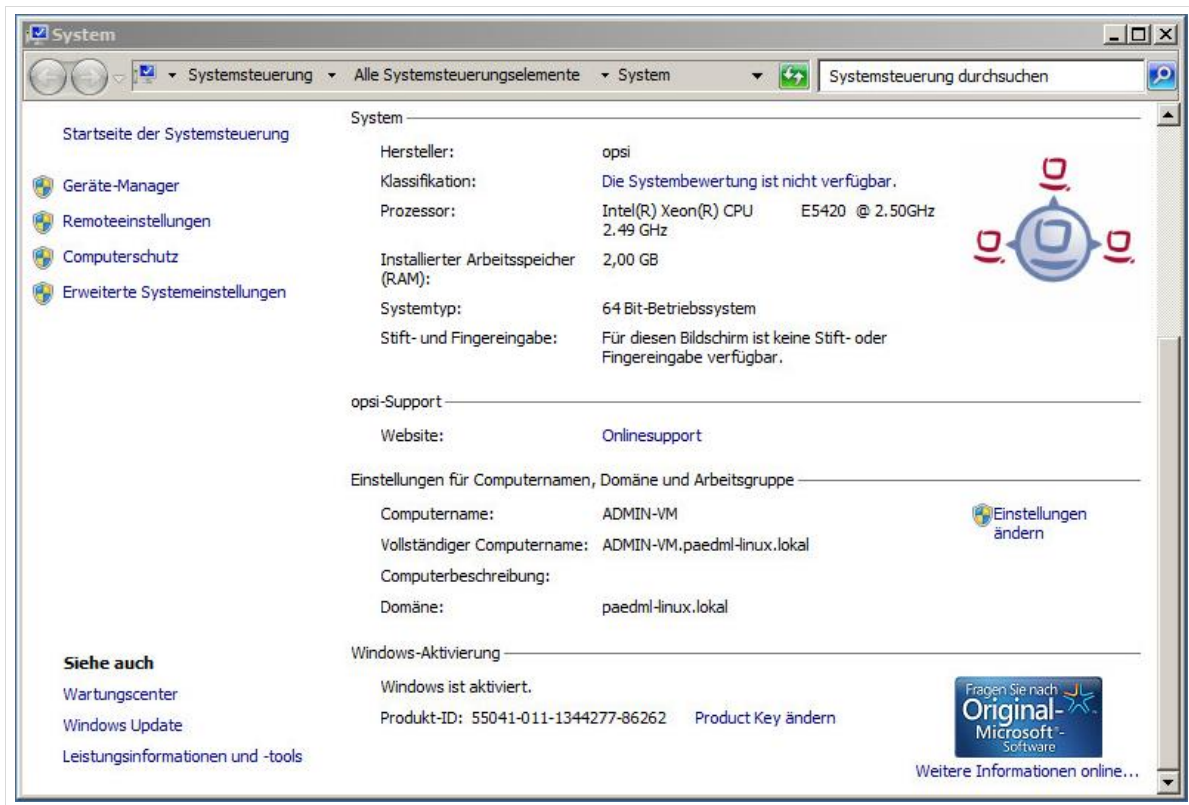 System
Systemsteuerung Alle Systemsteuerungselemente System Systemsteuerung durchsuchen
Startseite der Systemsteuerung
Geräte-Manager
Remoteeinstellungen
Computerschutz
Erweiterte Systemeinstellungen
System
Hersteller: opsi
Klassifikation: Die Systembewertung ist nicht verfügbar.
Prozessor: Intel(R) Xeon(R) CPU E5420 @ 2.50GHz
2.49 GHz
Installierter Arbeitsspeicher 2,00 GB
(RAM):
Systemtyp: 64 Bit-Betriebssystem
Stift- und Fingereingabe: Für diesen Bildschirm ist keine Stift- oder
Fingereingabe verfügbar.
opsi-Support
Website: Onlinesupport
Einstellungen für Computernamen, Domäne und Arbeitsgruppe
Computername: ADMIN-VM
Einstellungen
ändern
Vollständiger Computername: ADMIN-VM.paedml-linux.lokal
Computerbeschreibung:
Domäne: paedml-linux.lokal
Windows-Aktivierung
Windows ist aktiviert.
Produkt-ID: 55041-011-1344277-86262 Product Key ändern
Fragen Sie nach
Original-
Microsoft®-
Software
Weitere Informationen online...
Siehe auch
Wartungscenter
Windows Update
Leistungsinformationen und -tools